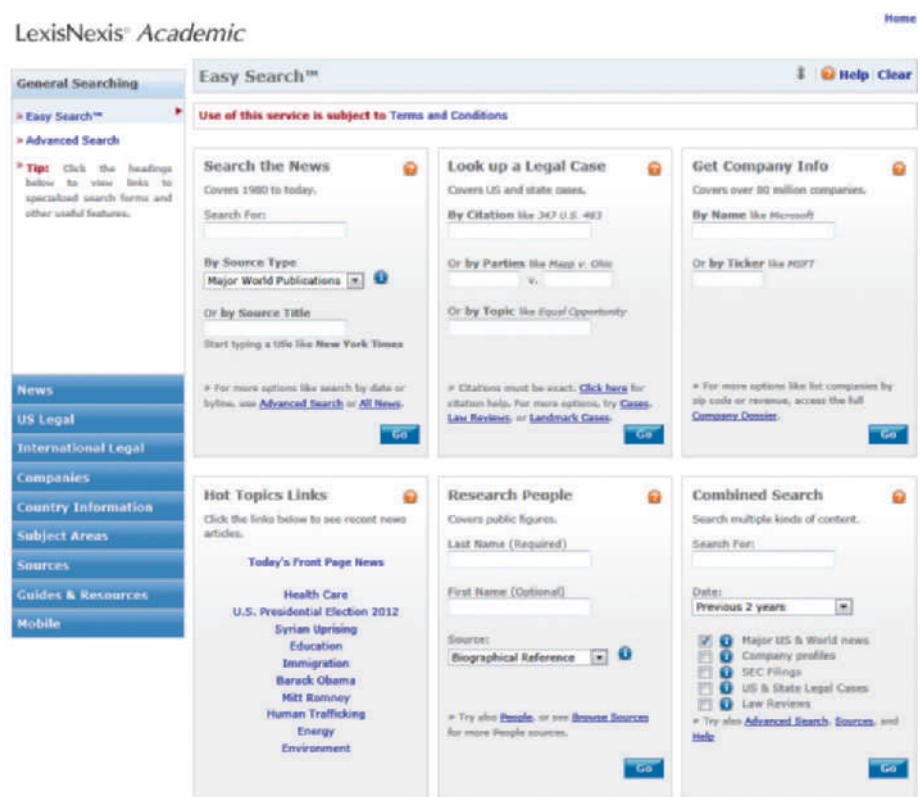 Home
LexisNexis® Academic
General Searching
» Easy Search™
» Advanced Search
» Tip: Click the headings
below to view links to
specialized search forms and
other useful features.
News
US Legal
International Legal
Companies
Country Information
Subject Areas
Sources
Guides & Resources
Mobile
Easy Search™
Help | Clear
Use of this service is subject to Terms and Conditions
Search the News
Covers 1980 to today.
Search For:
By Source Type
Major World Publications
Or by Source Title
Start typing a title like New York Times
» For more options like search by date or
byline, use Advanced Search or All News.
Go
Look up a Legal Case
Covers US and state cases.
By Citation like 347 U.S. 483
Or by Parties like Mapp v. Ohio
v.
Or by Topic like Equal Opportunity
» Citations must be exact. Click here for
citation help. For more options, try Cases,
Law Reviews, or Landmark Cases.
Go
Get Company Info
Covers over 80 million companies.
By Name like Microsoft
Or by Ticker like MSFT
» For more options like list companies by
zip code or revenue, access the full
Company Dossier.
Go
Hot Topics Links
Click the links below to see recent news
articles.
Today's Front Page News
Health Care
U.S. Presidential Election 2012
Syrian Uprising
Education
Immigration
Barack Obama
Mitt Romney
Human Trafficking
Energy
Environment
Research People
Covers public figures.
Last Name (Required)
First Name (Optional)
Source:
Biographical Reference
» Try also People, or see Browse Sources
for more People sources.
Go
Combined Search
Search multiple kinds of content.
Search For:
Date:
Previous 2 years
Major US & World news
Company profiles
SEC Filings
US & State Legal Cases
Law Reviews
» Try also Advanced Search, Sources, and
Help
Go